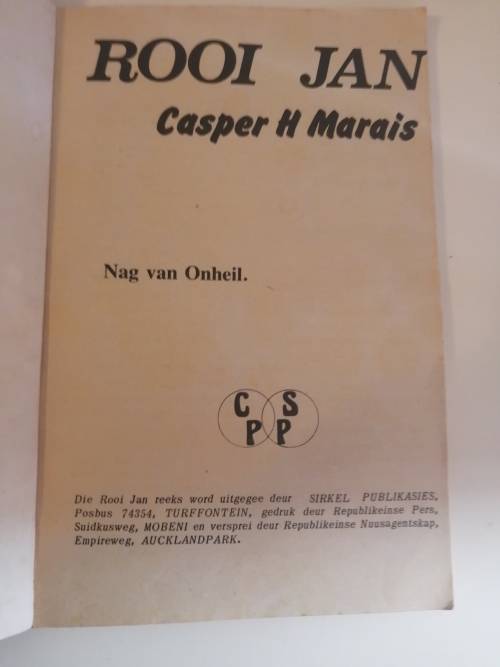 ROOI JAN
Casper H Marais
Nag van Onheil.
C S
P P
Die Rooi Jan reeks word uitgegee deur SIRKEL PUBLIKASIES,
Posbus 74354, TURFFONTEIN, gedruk deur Republikeinse Pers,
Suidkusweg, MOBENI en versprei deur Republikeinse Nuusagentskap,
Empireweg, AUCKLANDPARK.